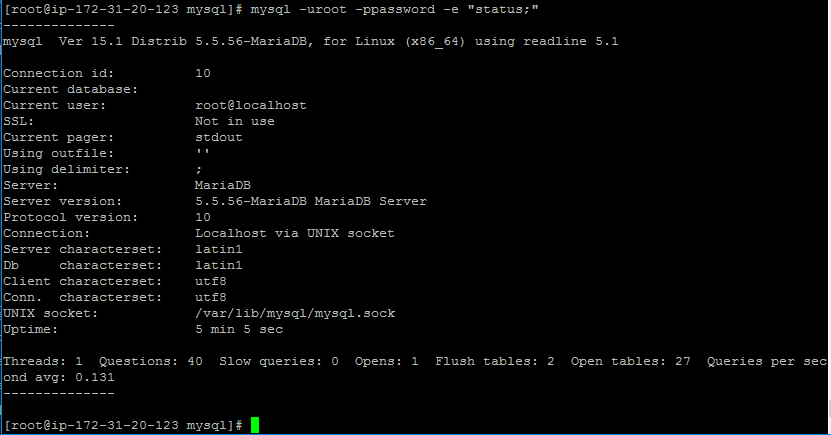 [root@ip-172-31-20-123 mysql]# mysql -uroot -ppassword -e "status;"
--------------
mysql  Ver 15.1 Distrib 5.5.56-MariaDB, for Linux (x86_64) using readline 5.1

Connection id:          10
Current database:
Current user:           root@localhost
SSL:                    Not in use
Current pager:          stdout
Using outfile:          ''
Using delimiter:        ;
Server:                 MariaDB
Server version:         5.5.56-MariaDB MariaDB Server
Protocol version:       10
Connection:             Localhost via UNIX socket
Server characterset:    latin1
Db     characterset:    latin1
Client characterset:    utf8
Conn.  characterset:    utf8
UNIX socket:            /var/lib/mysql/mysql.sock
Uptime:                 5 min 5 sec

Threads: 1  Questions: 40  Slow queries: 0  Opens: 1  Flush tables: 2  Open tables: 27  Queries per sec
ond avg: 0.131
--------------

[root@ip-172-31-20-123 mysql]#